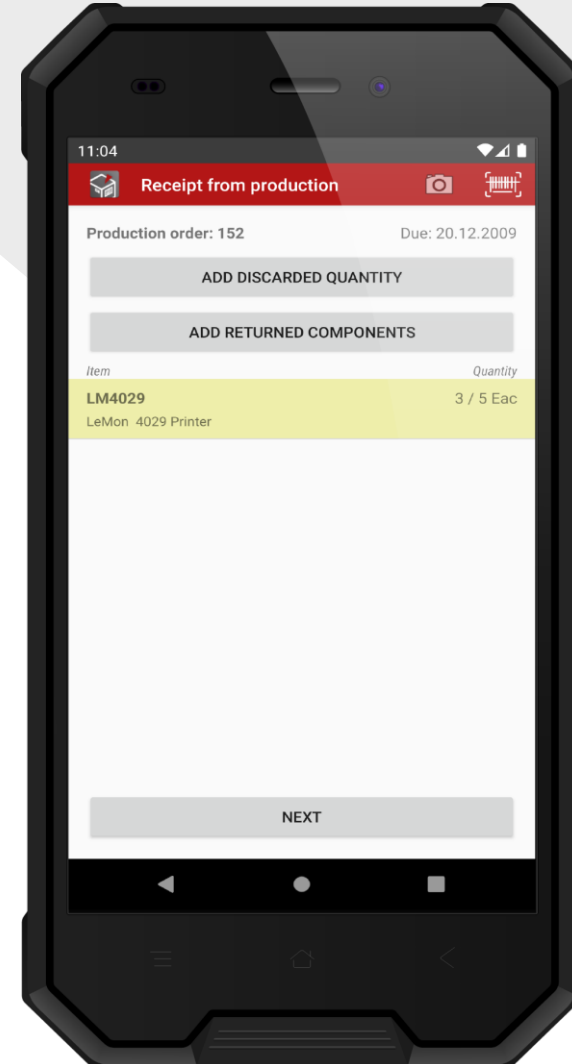 11:04
Receipt from production
Production order: 152 Due: 20.12.2009
ADD DISCARDED QUANTITY
ADD RETURNED COMPONENTS
Item Quantity
LM4029 3 / 5 Eac
LeMon 4029 Printer
NEXT